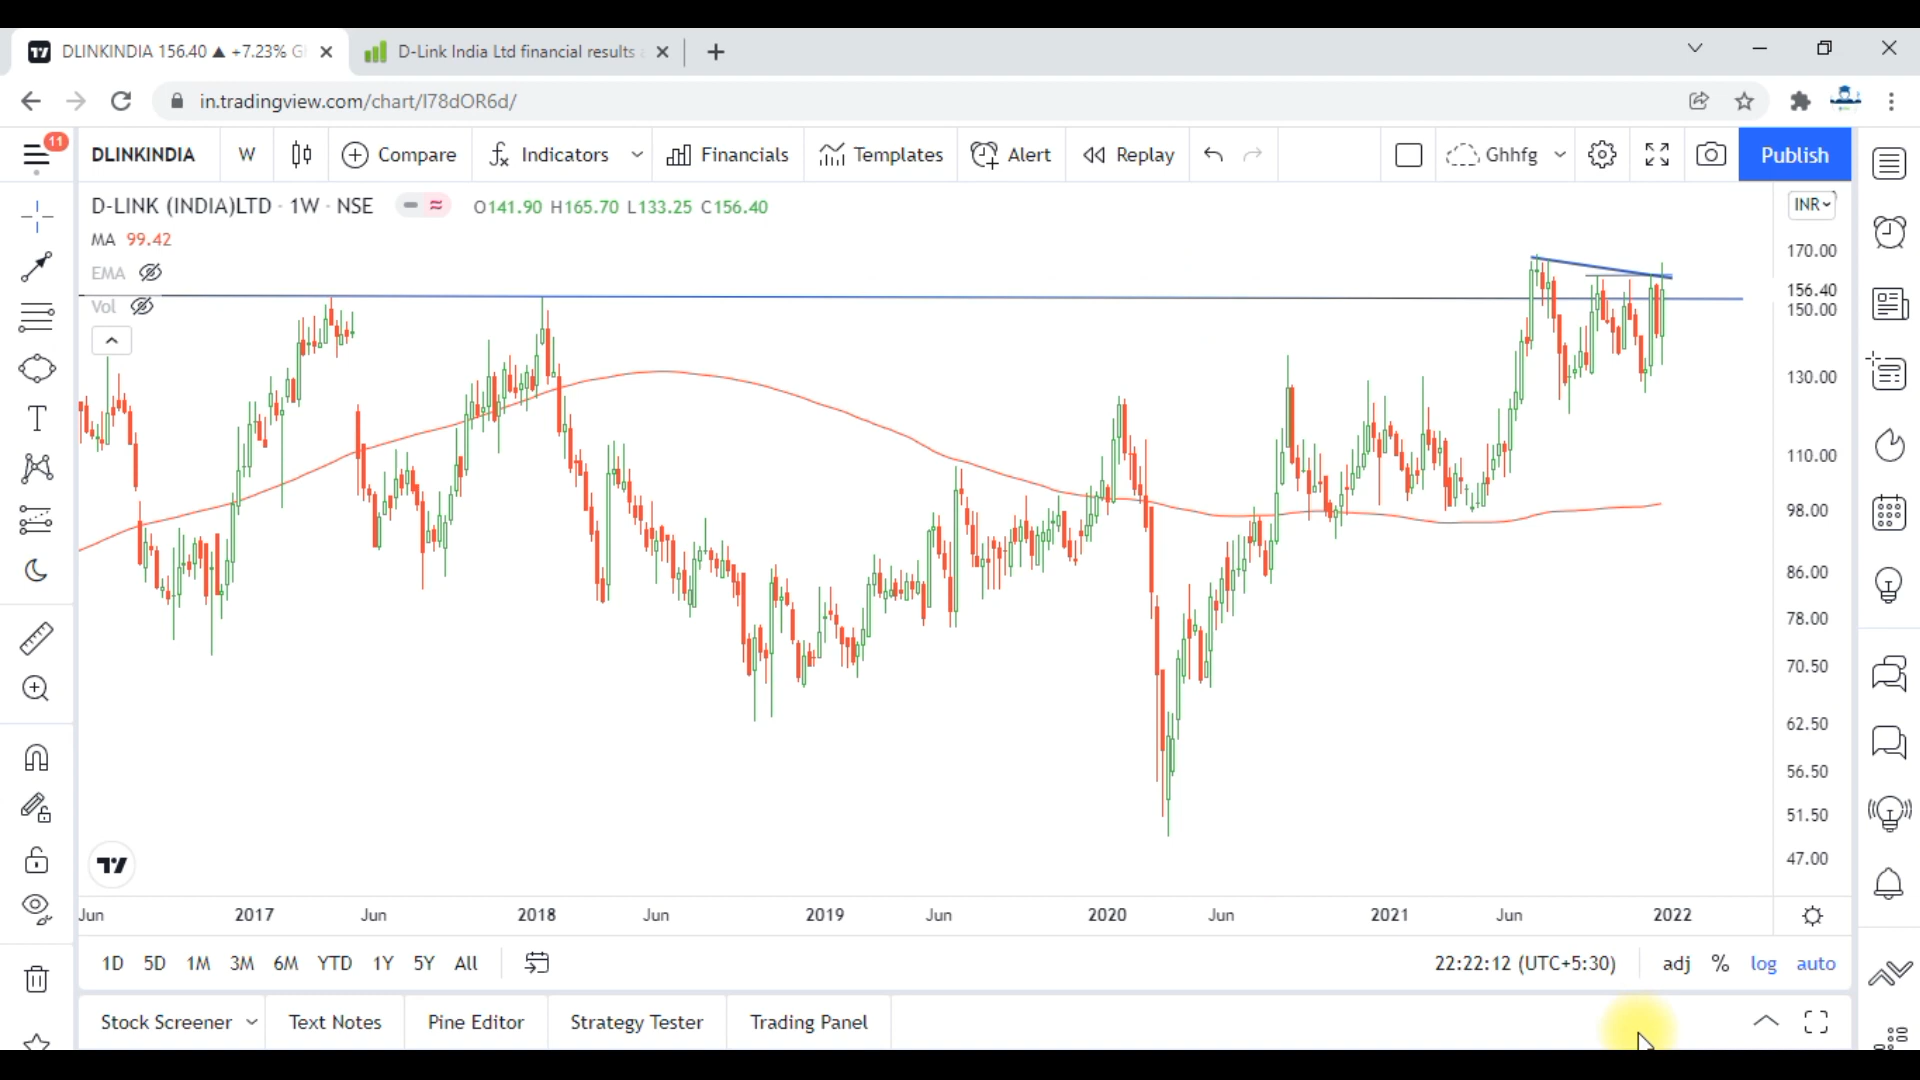 DLINKINDIA 156.40 ▲ +7.23% G
D-Link India Ltd financial results
in.tradingview.com/chart/I78dOR6d/
11
DLINKINDIA
W
Compare
Indicators
Financials
Templates
Alert
Replay
Ghhfg
Publish
D-LINK (INDIA)LTD · 1W · NSE
O141.90 H165.70 L133.25 C156.40
INR
MA 99.42
EMA
Vol
170.00
156.40
150.00
130.00
110.00
98.00
86.00
78.00
70.50
62.50
56.50
51.50
47.00
Jun 2017 Jun 2018 Jun 2019 Jun 2020 Jun 2021 Jun 2022
1D 5D 1M 3M 6M YTD 1Y 5Y All
22:22:12 (UTC+5:30)
adj % log auto
Stock Screener
Text Notes
Pine Editor
Strategy Tester
Trading Panel